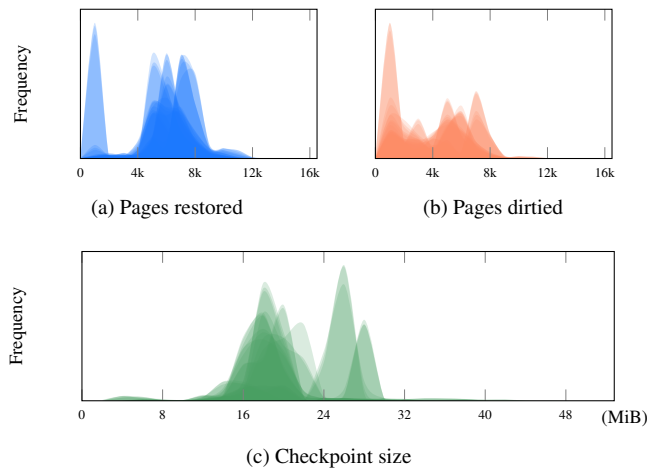 Frequency
0 4k 8k 12k 16k
(a) Pages restored
0 4k 8k 12k 16k
(b) Pages dirtied
Frequency
0 8 16 24 32 40 48 (MiB)
(c) Checkpoint size